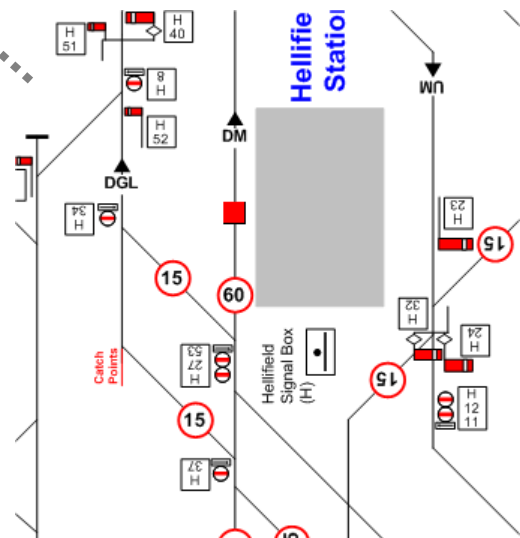 Hellifie
Statio
H
51
H
40
H
8
H
52
DM
UM
DGL
H
34
H
23
15
15
60
H
32
H
24
Hellifield
Signal Box
(H)
Catch
Points
H
27
53
15
15
H
12
11
H
37